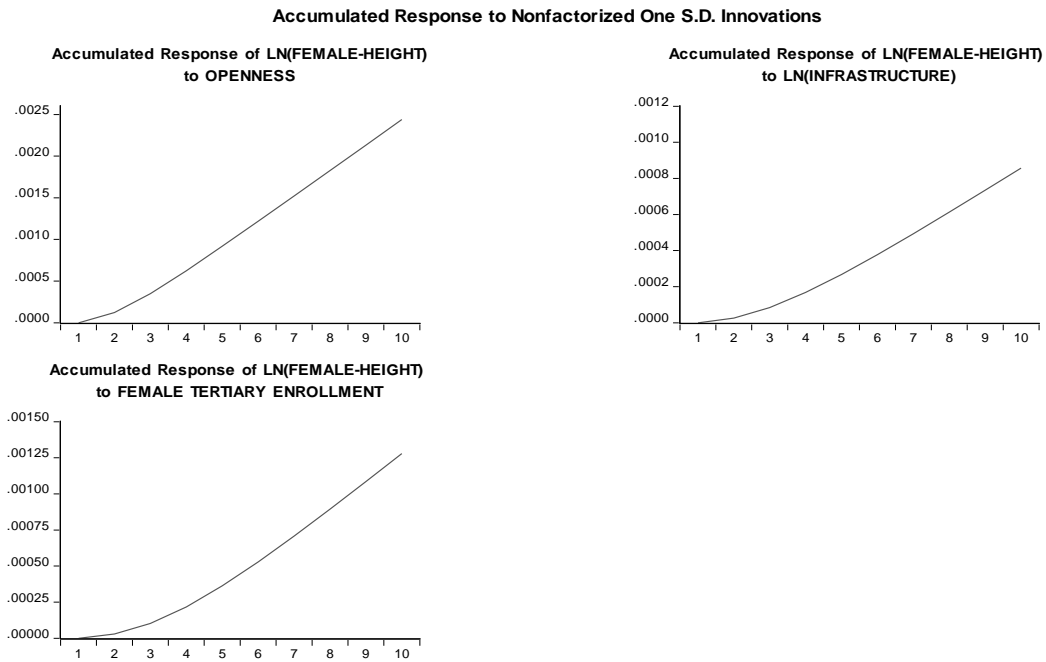 Accumulated Response to Nonfactorized One S.D. Innovations
Accumulated Response of LN(FEMALE-HEIGHT)
to OPENNESS
.0025
.0020
.0015
.0010
.0005
.0000
1 2 3 4 5 6 7 8 9 10
Accumulated Response of LN(FEMALE-HEIGHT)
to LN(INFRASTRUCTURE)
.0012
.0010
.0008
.0006
.0004
.0002
.0000
1 2 3 4 5 6 7 8 9 10
Accumulated Response of LN(FEMALE-HEIGHT)
to FEMALE TERTIARY ENROLLMENT
.00150
.00125
.00100
.00075
.00050
.00025
.00000
1 2 3 4 5 6 7 8 9 10